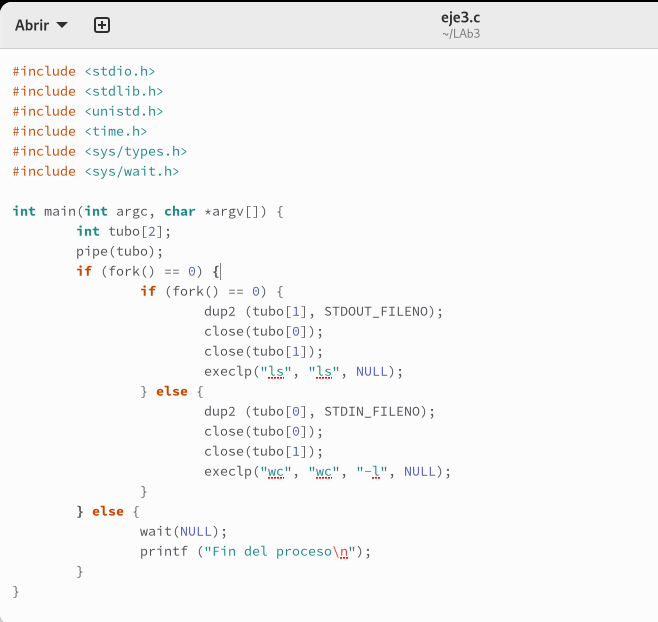 Abrir
eje3.c
~/LAb3
#include <stdio.h>
#include <stdlib.h>
#include <unistd.h>
#include <time.h>
#include <sys/types.h>
#include <sys/wait.h>

int main(int argc, char *argv[]) {
        int tubo[2];
        pipe(tubo);
        if (fork() == 0) {
                if (fork() == 0) {
                        dup2 (tubo[1], STDOUT_FILENO);
                        close(tubo[0]);
                        close(tubo[1]);
                        execlp("ls", "ls", NULL);
                } else {
                        dup2 (tubo[0], STDIN_FILENO);
                        close(tubo[0]);
                        close(tubo[1]);
                        execlp("wc", "wc", "-l", NULL);
                }
        } else {
                wait(NULL);
                printf ("Fin del proceso\n");
        }
}